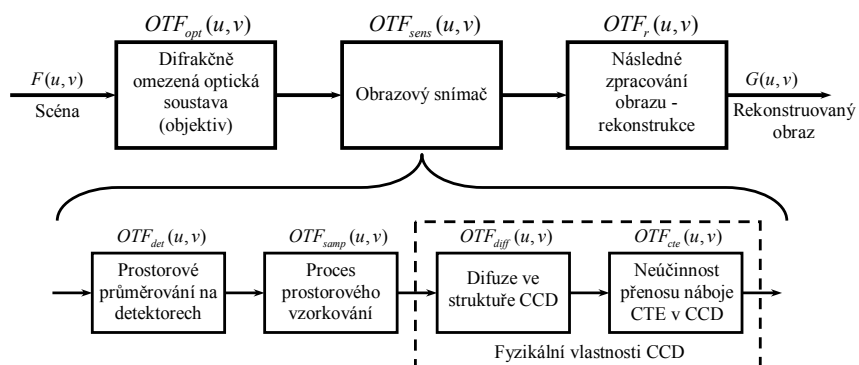 OTF_opt(u,v)
OTF_sens(u,v)
OTF_r(u,v)
F(u,v)
Scéna
Difrakčně
omezená optická
soustava
(objektiv)
Obrazový snímač
Následné
zpracování
obrazu -
rekonstrukce
G(u,v)
Rekonstruovaný
obraz
OTF_det(u,v)
OTF_samp(u,v)
OTF_diff(u,v)
OTF_cte(u,v)
Prostorové
průměrování na
detektorech
Proces
prostorového
vzorkování
Difuze ve
struktuře CCD
Neúčinnost
přenosu náboje
CTE v CCD
Fyzikální vlastnosti CCD